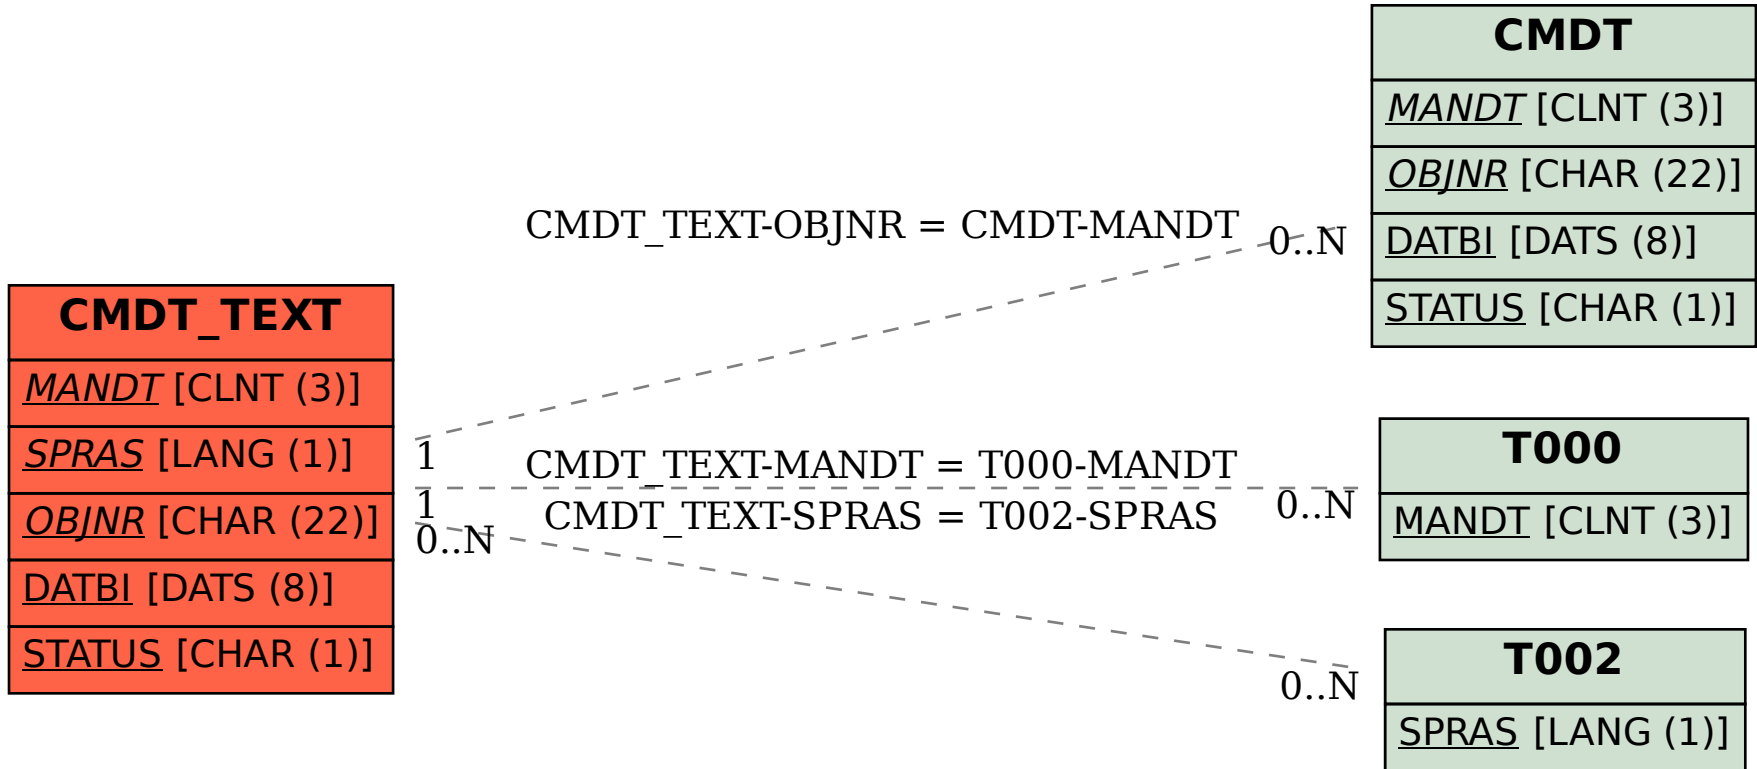 CMDT
MANDT [CLNT (3)]
OBJNR [CHAR (22)]
DATBI [DATS (8)]
STATUS [CHAR (1)]
CMDT_TEXT-OBJNR = CMDT-MANDT
0..N
CMDT_TEXT
MANDT [CLNT (3)]
SPRAS [LANG (1)]
OBJNR [CHAR (22)]
DATBI [DATS (8)]
STATUS [CHAR (1)]
1
CMDT_TEXT-MANDT = T000-MANDT
1
0..N
CMDT_TEXT-SPRAS = T002-SPRAS
0..N
T000
MANDT [CLNT (3)]
0..N
T002
SPRAS [LANG (1)]